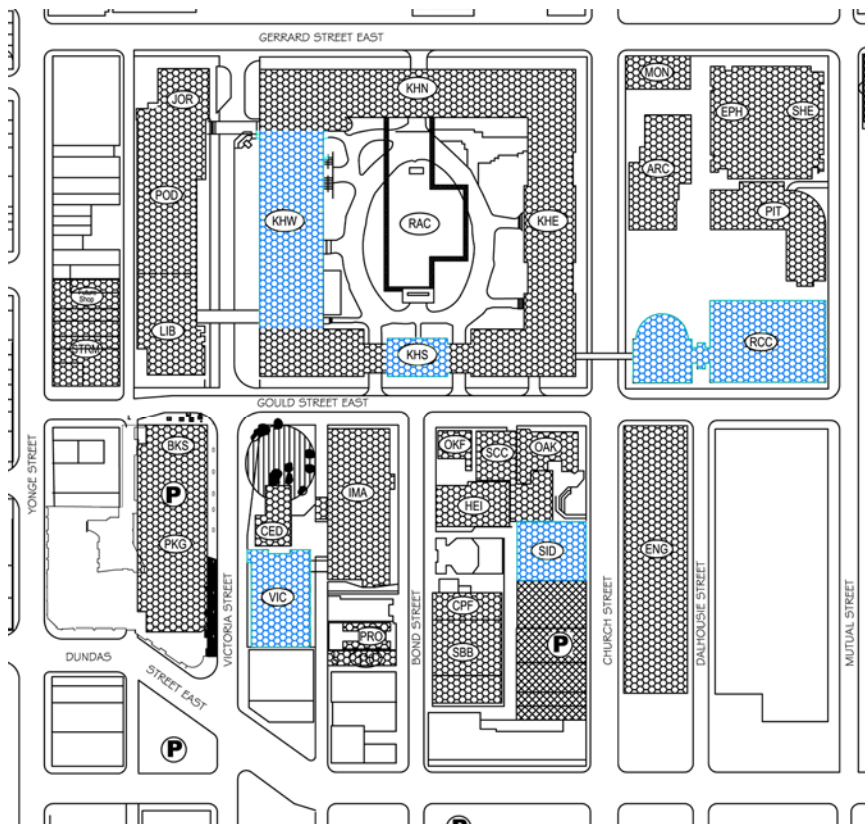 GERRARD STREET EAST
KHN
MON
JOR
EPH
SHE
ARC
POD
PIT
KHW
RAC
KHE
Future
Shop
LIB
RCC
STRM
KHS
GOULD STREET EAST
YONGE STREET
BKS
OKF
SCC
OAK
P
IMA
HEI
CED
PKG
SID
ENG
VICTORIA STREET
VIC
BOND STREET
CPF
CHURCH STREET
DALHOUSIE STREET
MUTUAL STREET
PRO
P
SBB
DUNDAS
STREET EAST
P
P